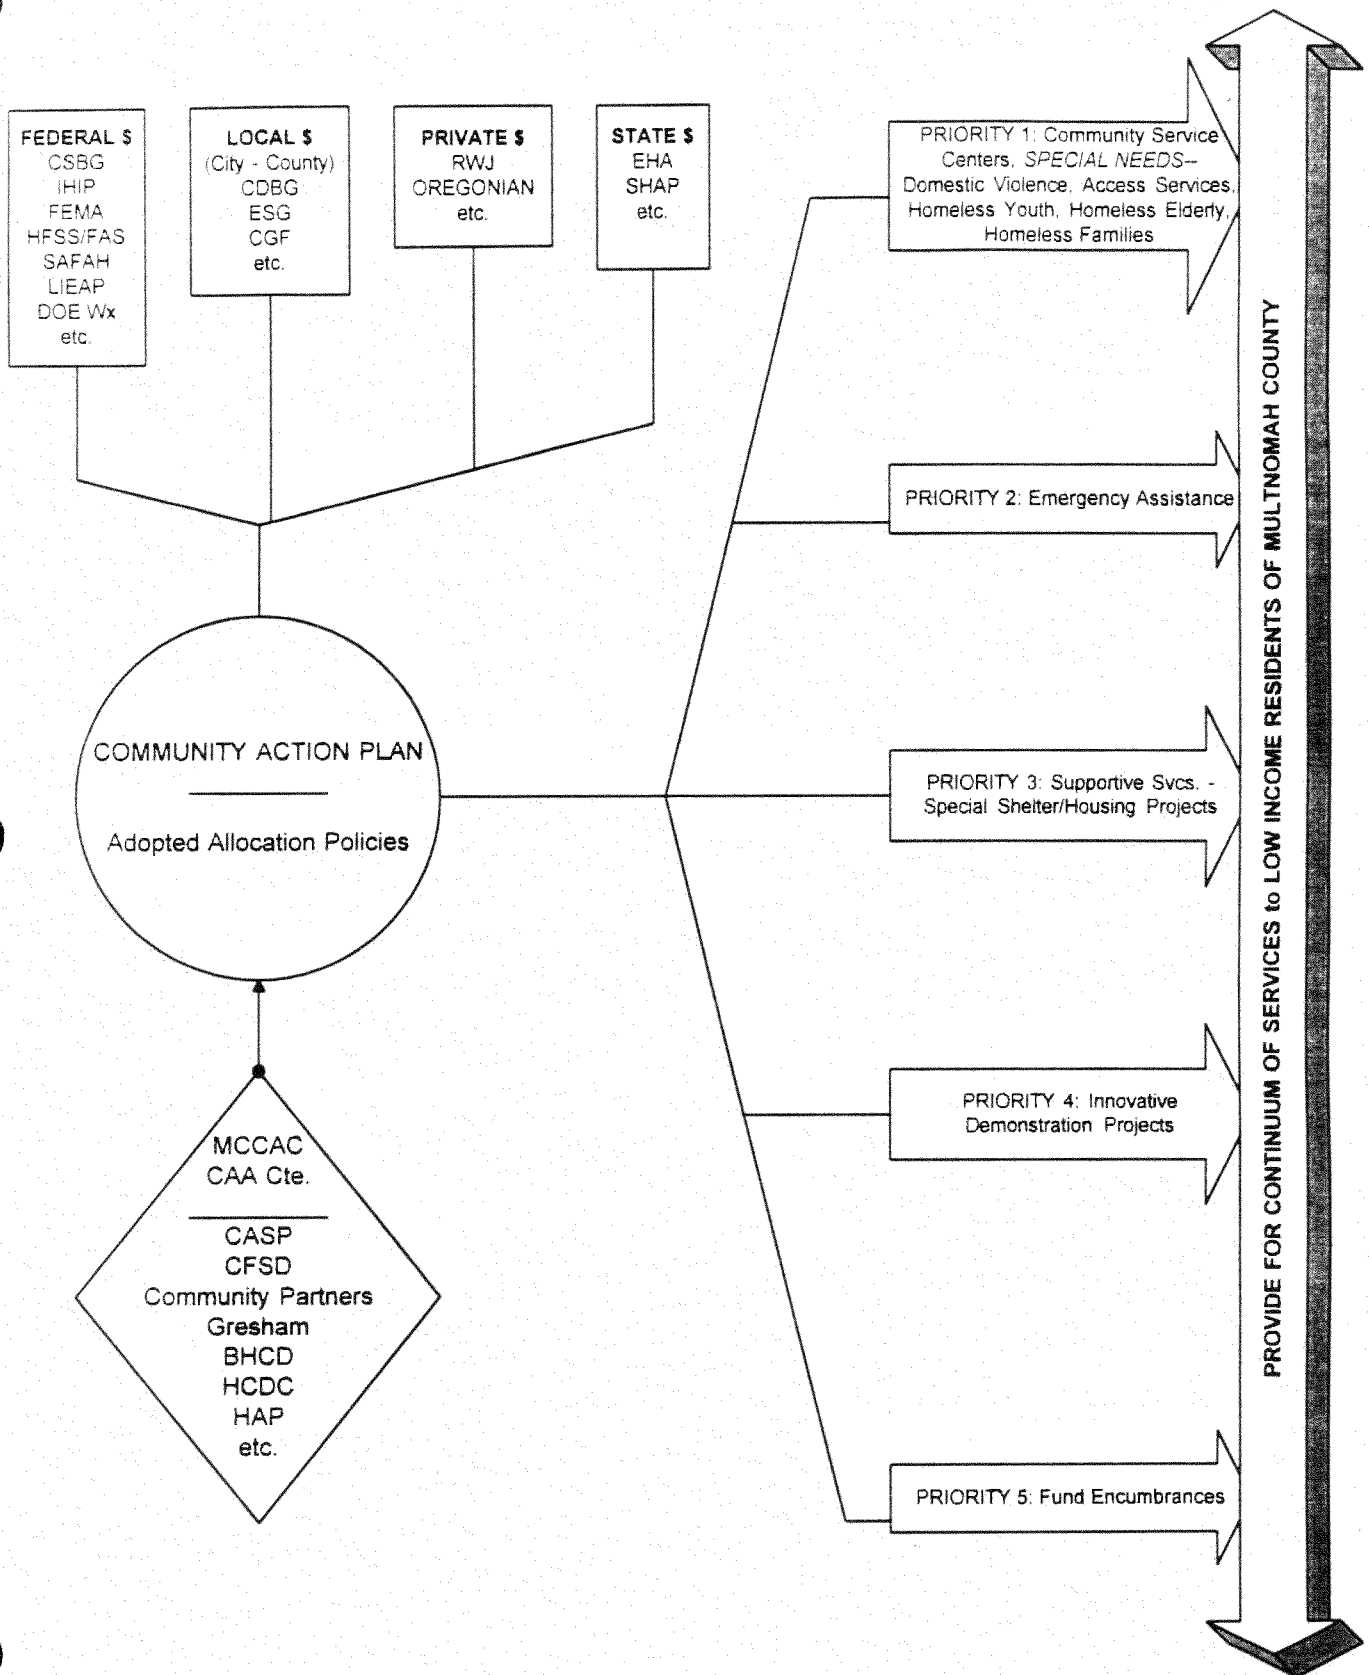 FEDERAL $
CSBG
IHIP
FEMA
HFSS/FAS
SAFAH
LIEAP
DOE Wx
etc.
LOCAL $
(City - County)
CDBG
ESG
CGF
etc.
PRIVATE $
RWJ
OREGONIAN
etc.
STATE $
EHA
SHAP
etc.
PRIORITY 1: Community Service
Centers, SPECIAL NEEDS--
Domestic Violence, Access Services,
Homeless Youth, Homeless Elderly,
Homeless Families
PRIORITY 2: Emergency Assistance
COMMUNITY ACTION PLAN
Adopted Allocation Policies
PRIORITY 3: Supportive Svcs. -
Special Shelter/Housing Projects
MCCAC
CAA Cte.
CASP
CFSD
Community Partners
Gresham
BHCD
HCDC
HAP
etc.
PRIORITY 4: Innovative
Demonstration Projects
PRIORITY 5: Fund Encumbrances
PROVIDE FOR CONTINUUM OF SERVICES to LOW INCOME RESIDENTS OF MULTNOMAH COUNTY